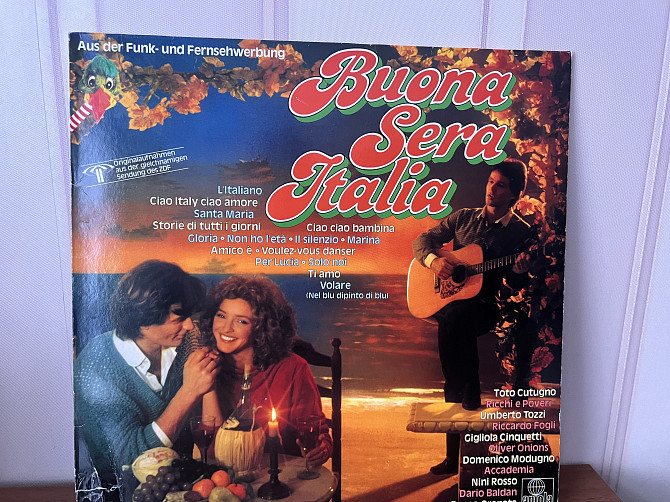 Aus der Funk- und Fernsehwerbung
Buona
Sera
Italia
Originalaufnahmen
aus der gleichnamigen
Sendung des ZDF
L'Italiano
Ciao Italy ciao amore
Santa Maria
Storie di tutti i giorni
Ciao ciao bambina
Gloria • Non ho l'età • Il silenzio • Marina
Amico è • Voulez-vous danser
Per Lucia • Solo noi
Ti amo
Volare
(Nel blu dipinto di blu)
Toto Cutugno
Ricchi e Poveri
Umberto Tozzi
Riccardo Fogli
Gigliola Cinquetti
Oliver Onions
Domenico Modugno
Accademia
Nini Rosso
Dario Baldan
ariola